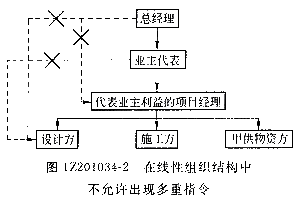 总经理
业主代表
代表业主利益的项目经理
设计方
施工方
甲供物资方
图 1Z201034-2 在线性组织结构中
不允许出现多重指令